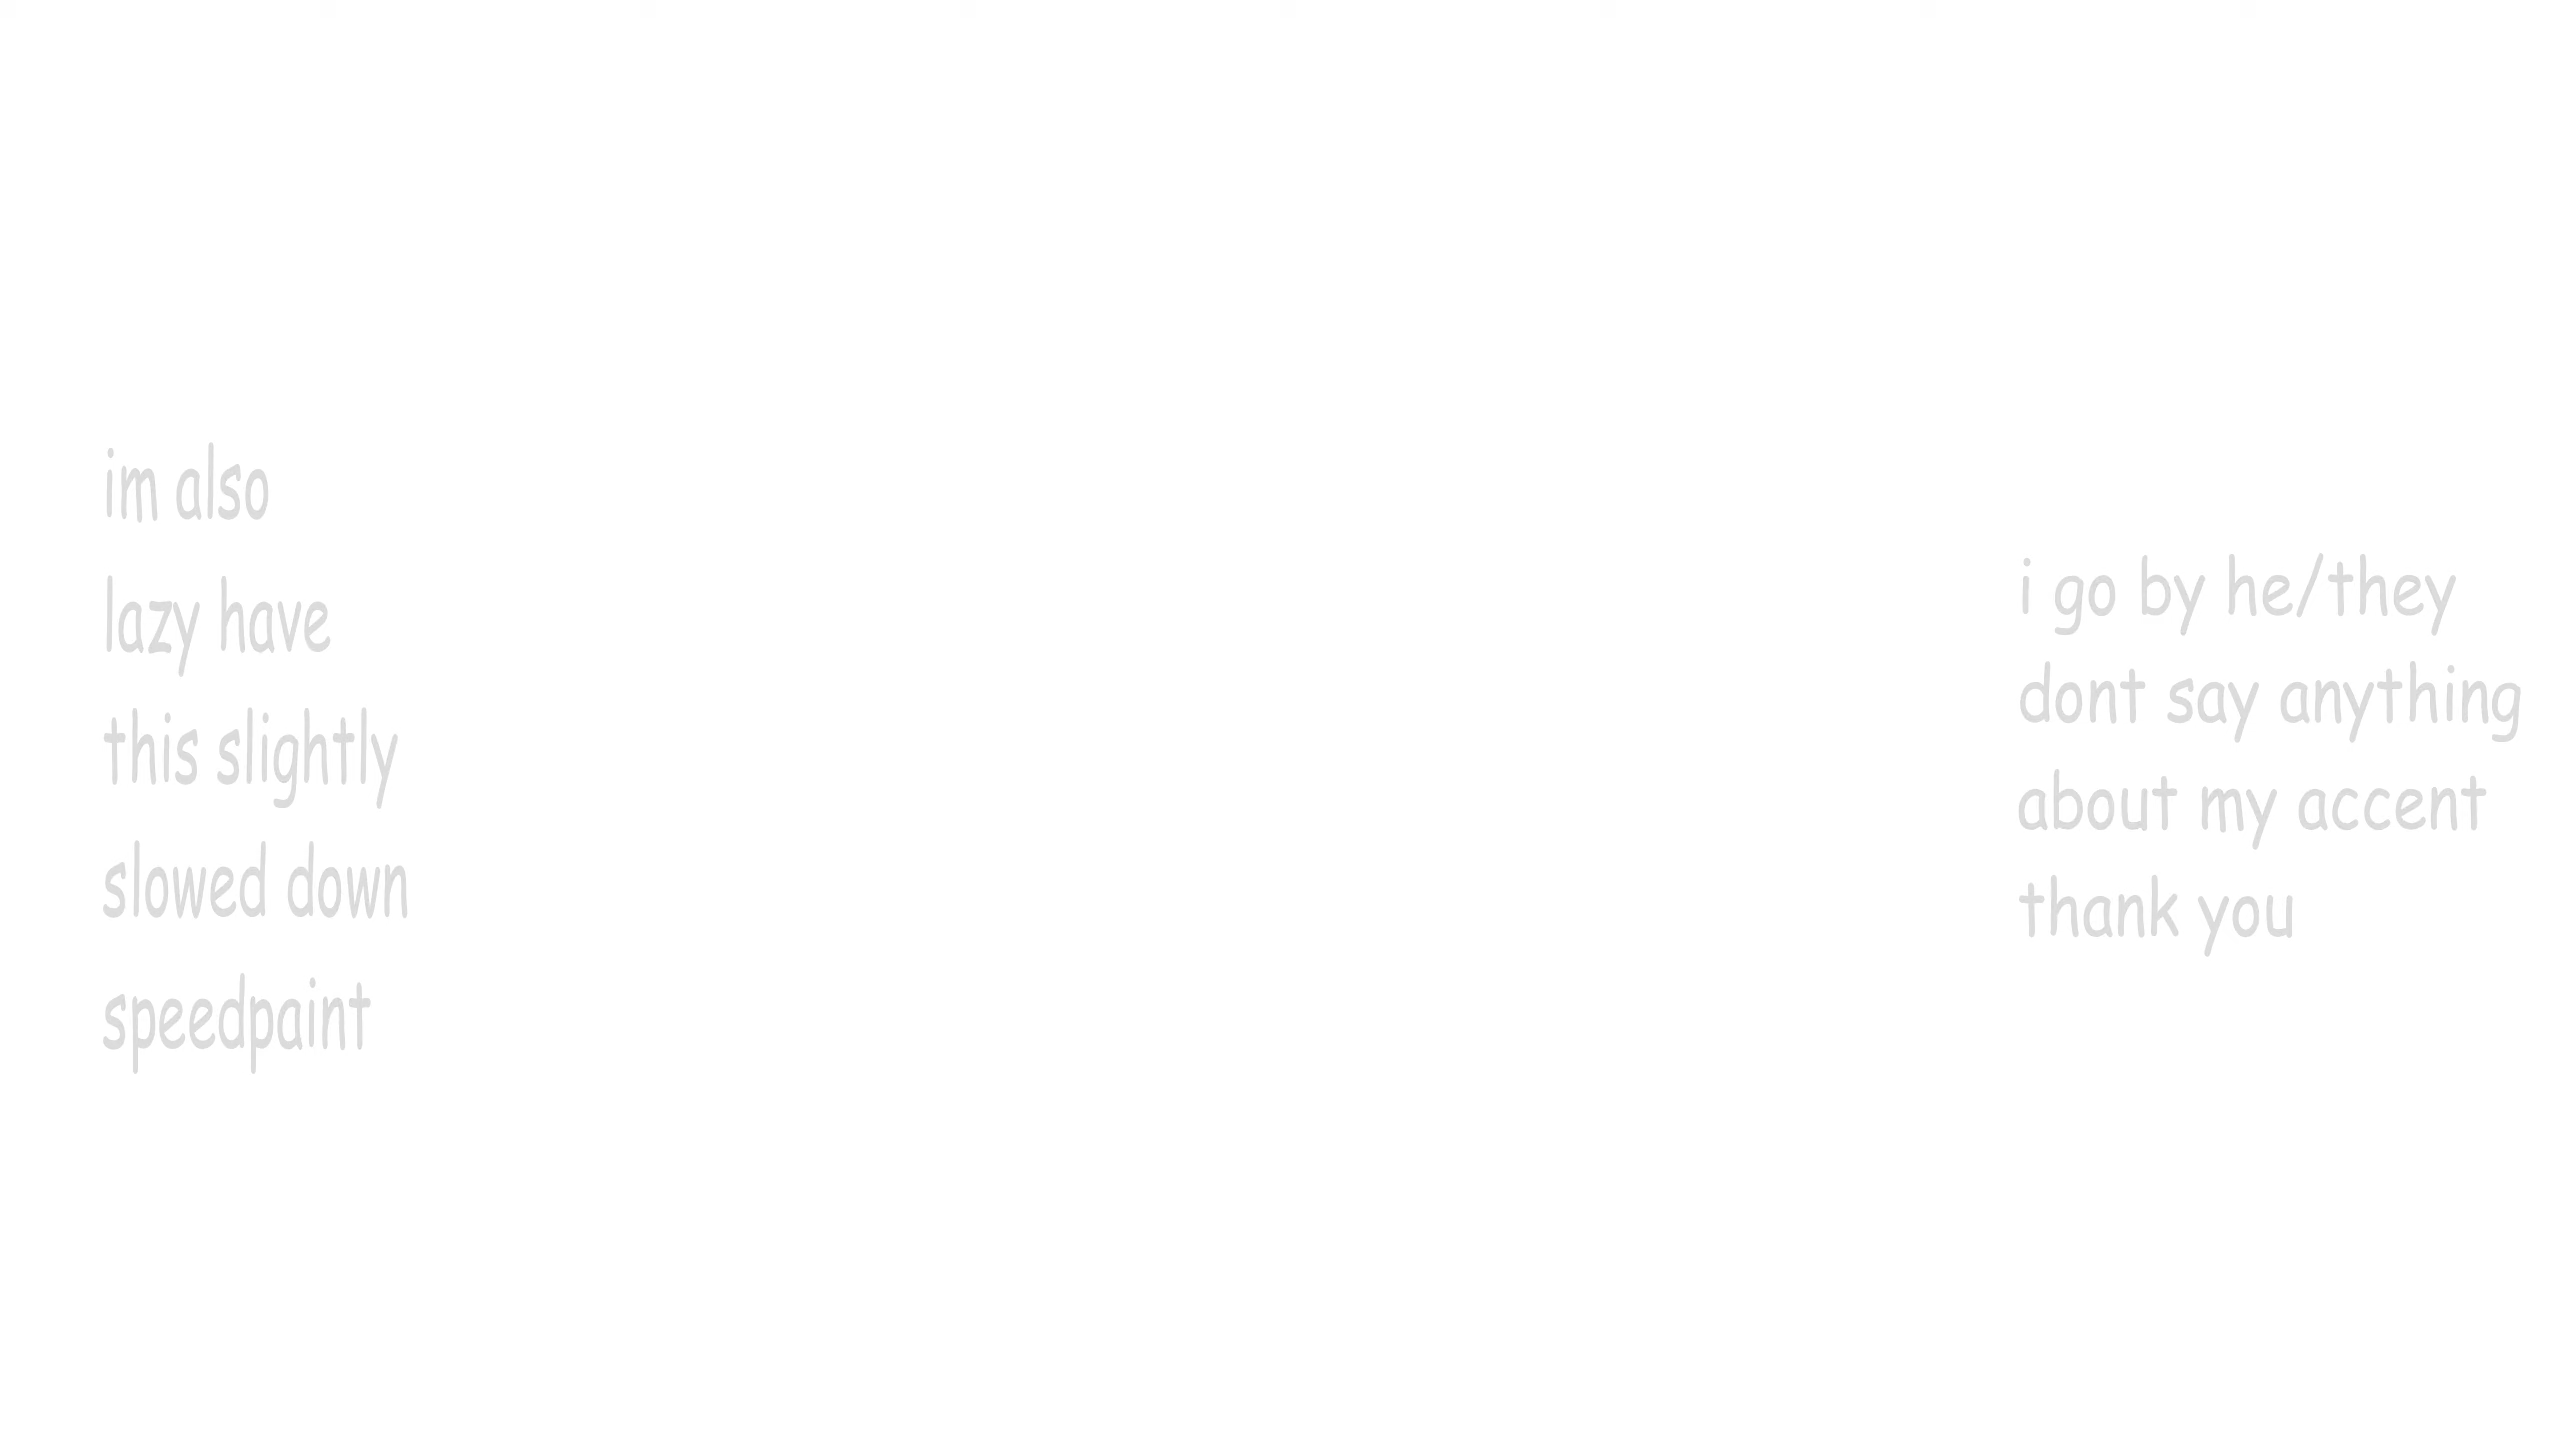 im also
lazy have
this slightly
slowed down
speedpaint
i go by he/they
dont say anything
about my accent
thank you